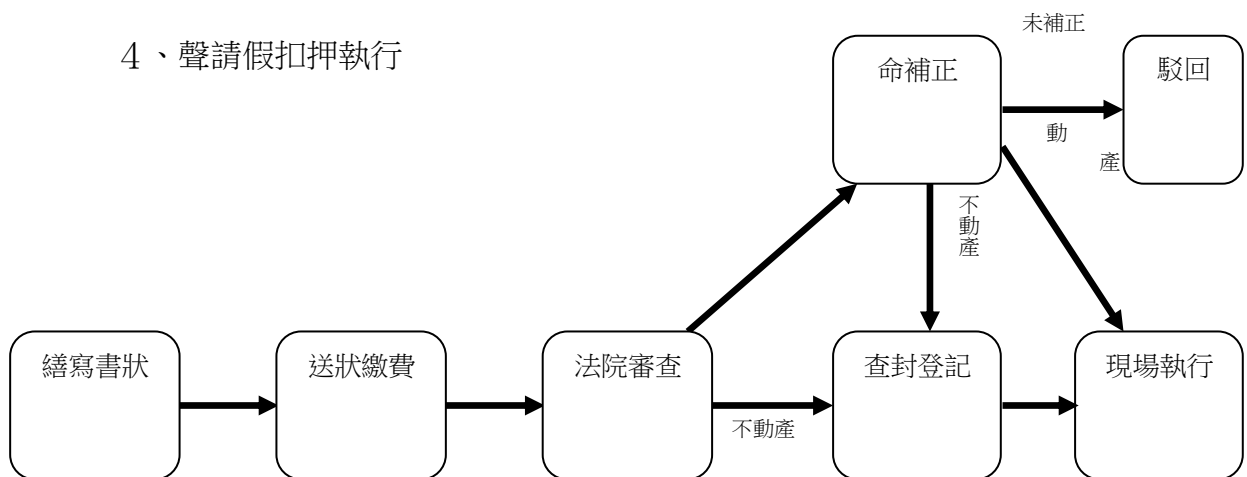 4、聲請假扣押執行
未補正
命補正
駁回
動
產
不動產
繕寫書狀
送狀繳費
法院審查
查封登記
現場執行
不動產